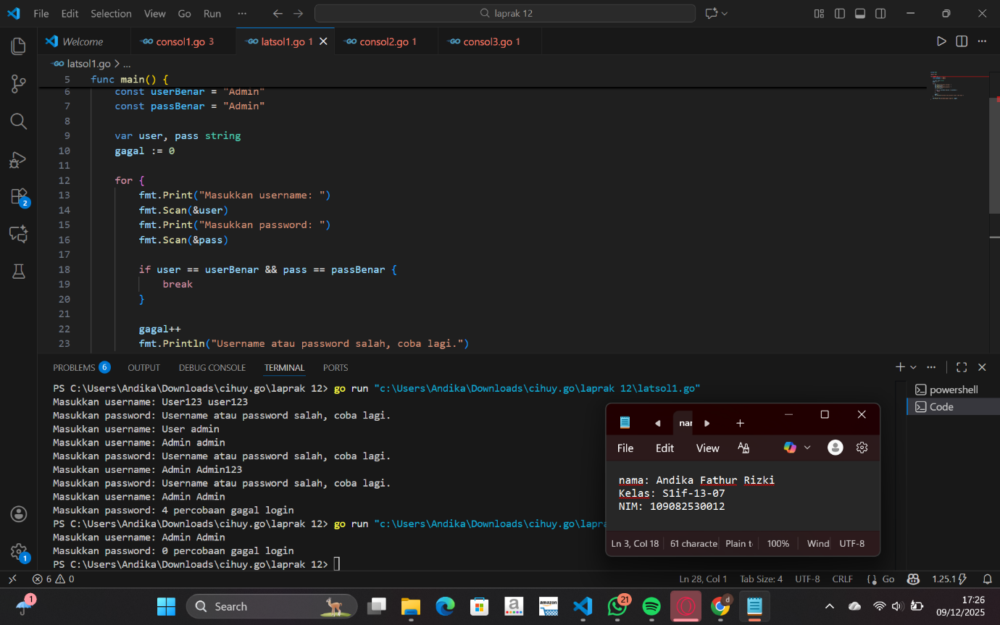 File Edit Selection View Go Run ··· laprak 12
Welcome consol1.go 3 latsol1.go 1 consol2.go 1 consol3.go 1
latsol1.go > ...
5 func main() {
6 const userBenar = "Admin"
7 const passBenar = "Admin"
8
9 var user, pass string
10 gagal := 0
11
12 for {
13 fmt.Print("Masukkan username: ")
14 fmt.Scan(&user)
15 fmt.Print("Masukkan password: ")
16 fmt.Scan(&pass)
17
18 if user == userBenar && pass == passBenar {
19 break
20 }
21
22 gagal++
23 fmt.Println("Username atau password salah, coba lagi.")
PROBLEMS 6 OUTPUT DEBUG CONSOLE TERMINAL PORTS
PS C:\Users\Andika\Downloads\cihuy.go\laprak 12> go run "c:\Users\Andika\Downloads\cihuy.go\laprak 12\latsol1.go"
Masukkan username: User123 user123
Masukkan password: Username atau password salah, coba lagi.
Masukkan username: User admin
Masukkan username: Admin admin
Masukkan password: Username atau password salah, coba lagi.
Masukkan username: Admin Admin123
Masukkan password: Username atau password salah, coba lagi.
Masukkan username: Admin Admin
Masukkan password: 4 percobaan gagal login
PS C:\Users\Andika\Downloads\cihuy.go\laprak 12> go run "c:\Users\Andika\Downloads\cihuy.go\lapra
Masukkan username: Admin Admin
Masukkan password: 0 percobaan gagal login
PS C:\Users\Andika\Downloads\cihuy.go\laprak 12>
powershell
Code
nar
File Edit View
nama: Andika Fathur Rizki
Kelas: S1if-13-07
NIM: 109082530012
Ln 3, Col 18 61 characte Plain t 100% Wind UTF-8
2
1
6 0 Ln 28, Col 1 Tab Size: 4 UTF-8 CRLF {} Go 1.25.1
1 Search a amazon 21 d 17:26
09/12/2025